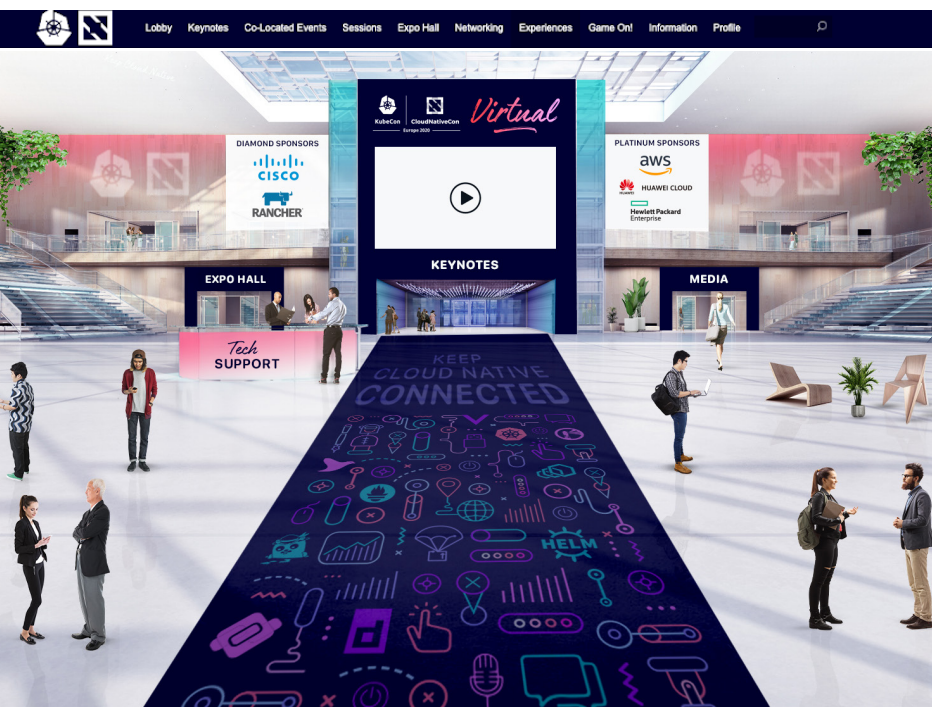 Lobby Keynotes Co-Located Events Sessions Expo Hall Networking Experiences Game On! Information Profile
KubeCon CloudNativeCon
Europe 2020
Virtual
DIAMOND SPONSORS
CISCO
RANCHER
PLATINUM SPONSORS
aws
HUAWEI
HUAWEI CLOUD
Hewlett Packard
Enterprise
KEYNOTES
EXPO HALL
MEDIA
Tech
SUPPORT
KEEP
CLOUD NATIVE
CONNECTED
HELM